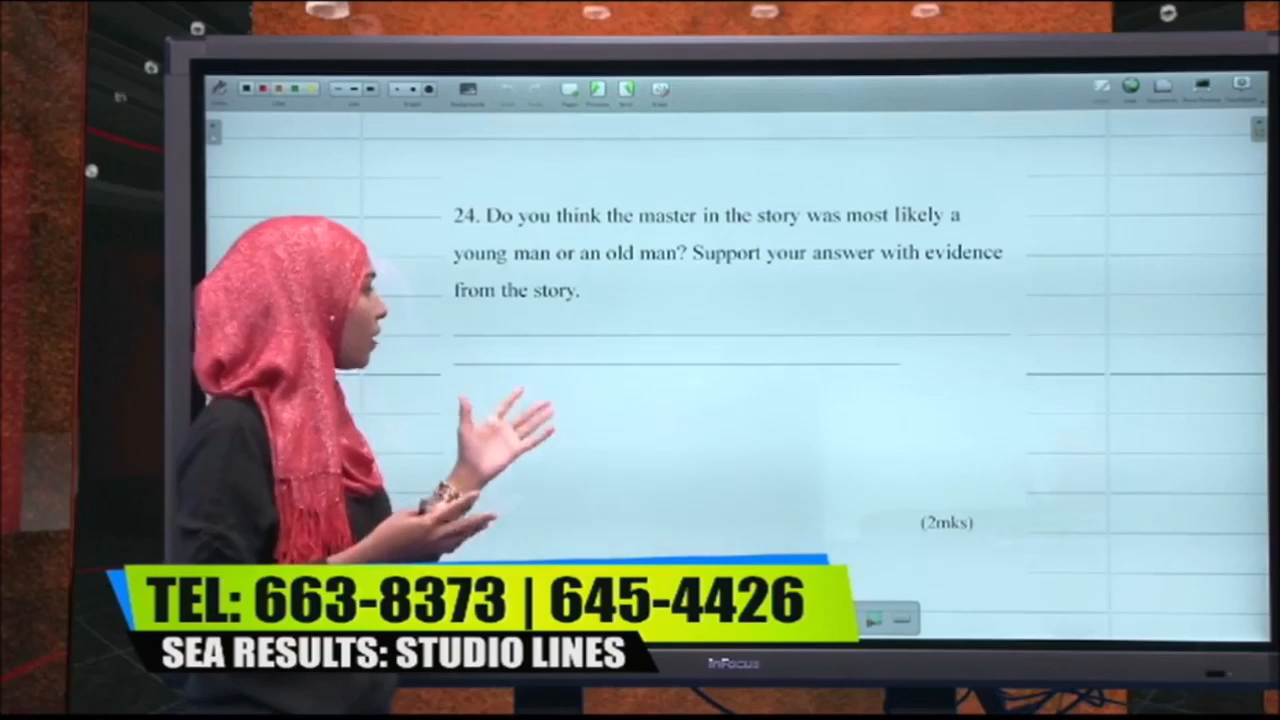 24. Do you think the master in the story was most likely a
young man or an old man? Support your answer with evidence
from the story.
(2mks)
TEL: 663-8373 | 645-4426
SEA RESULTS: STUDIO LINES
InFocus